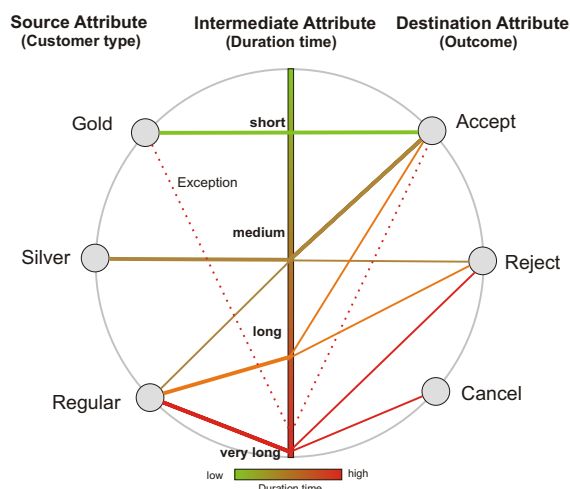 Source Attribute
(Customer type)
Intermediate Attribute
(Duration time)
Destination Attribute
(Outcome)
Gold
short
Accept
Exception
medium
Silver
Reject
long
Regular
Cancel
very long
low
high
Duration time